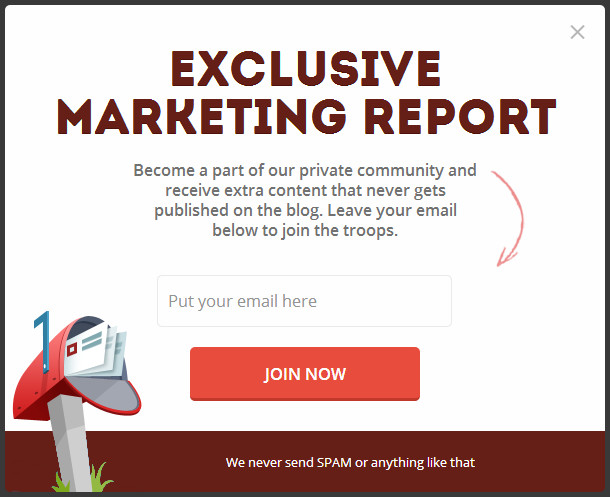 EXCLUSIVE
MARKETING REPORT
Become a part of our private community and
receive extra content that never gets
published on the blog. Leave your email
below to join the troops.
Put your email here
JOIN NOW
We never send SPAM or anything like that